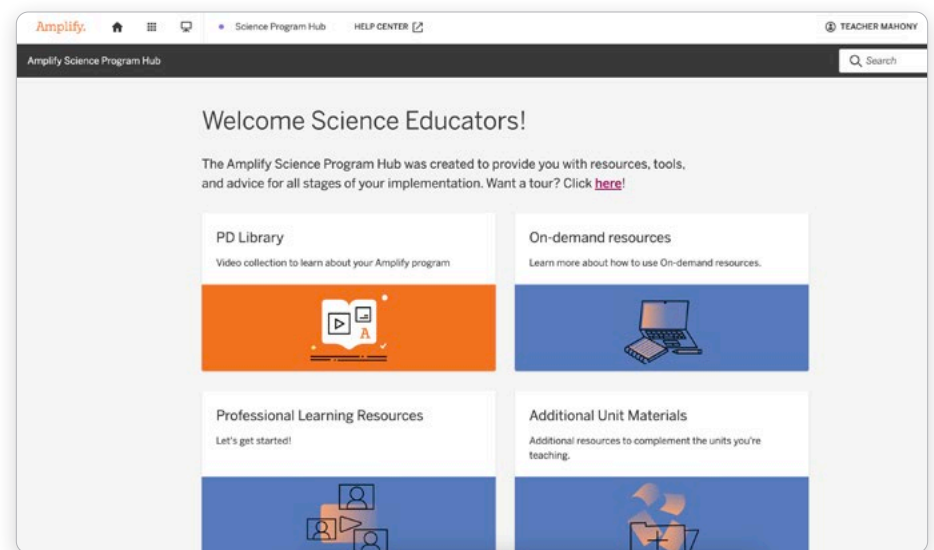 Amplify.
Science Program Hub
HELP CENTER
TEACHER MAHONY
Amplify Science Program Hub
Search
Welcome Science Educators!
The Amplify Science Program Hub was created to provide you with resources, tools,
and advice for all stages of your implementation. Want a tour? Click here!
PD Library
Video collection to learn about your Amplify program
A
On-demand resources
Learn more about how to use On-demand resources.
Professional Learning Resources
Let's get started!
Additional Unit Materials
Additional resources to complement the units you're
teaching.